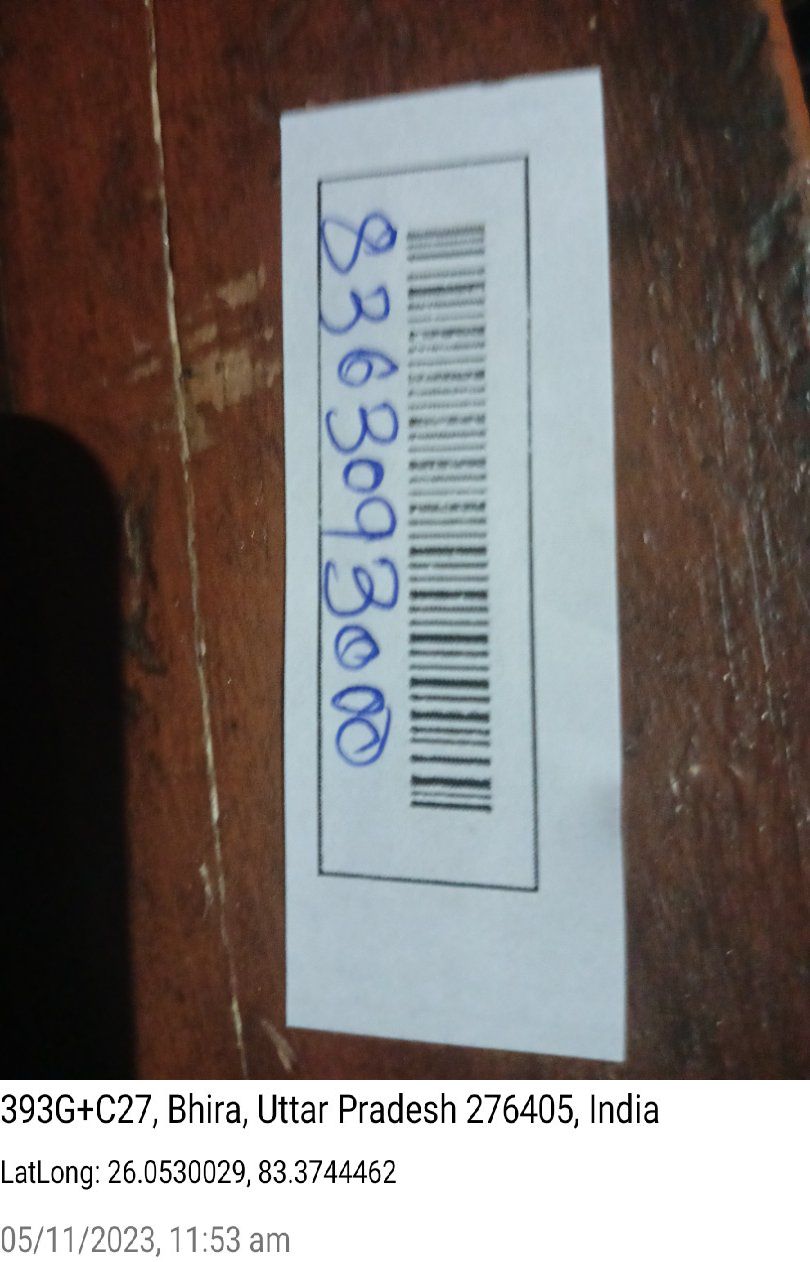 8363093000
393G+C27, Bhira, Uttar Pradesh 276405, India
LatLong: 26.0530029, 83.3744462
05/11/2023, 11:53 am